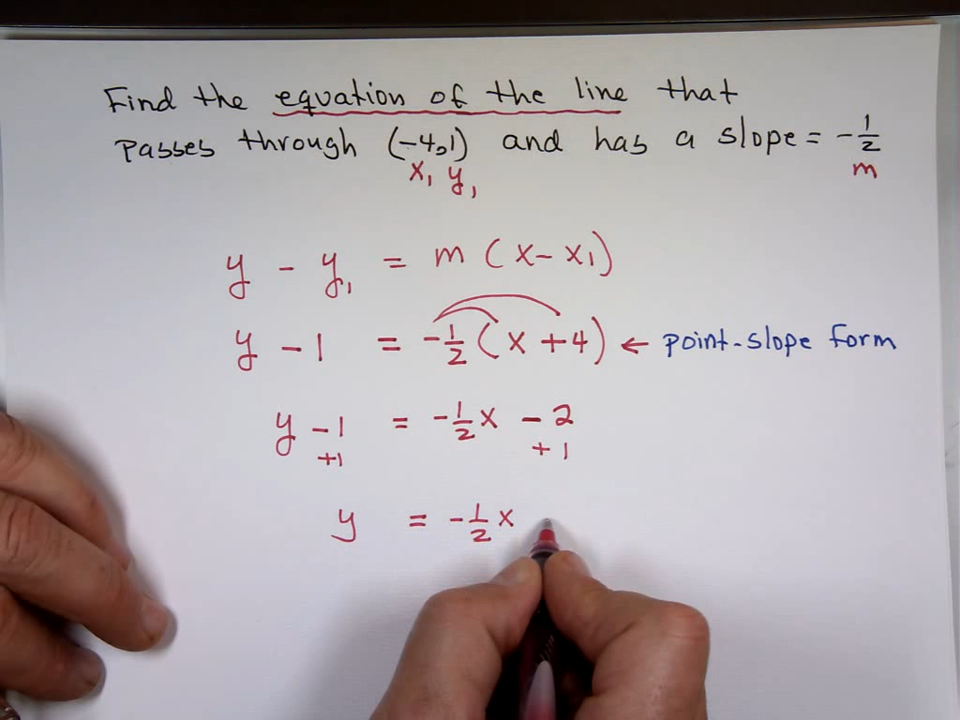 Find the equation of the line that
passes through (-4,1) and has a slope = -1/2
x₁ y₁ m
y - y₁ = m (x - x₁)
y - 1 = -1/2 (x + 4) ← point-slope form
y - 1 = -1/2 x - 2
+1 +1
y = -1/2 x